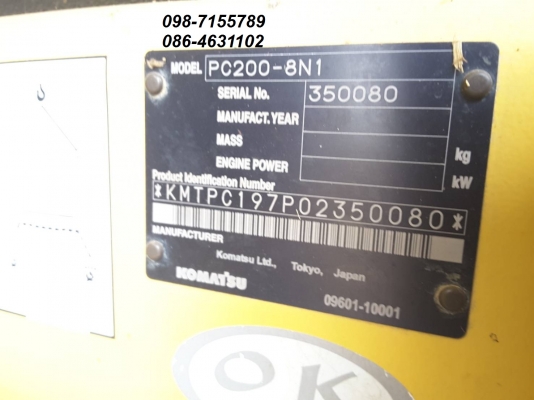 098-7155789
086-4631102
MODEL PC200-8N1
SERIAL No. 350080
MANUFACT. YEAR
MASS kg
ENGINE POWER kW
Product Identification Number
*KMTPC197P02350080*
MANUFACTURER
Komatsu Ltd., Tokyo, Japan
KOMATSU
09601-10001
OK